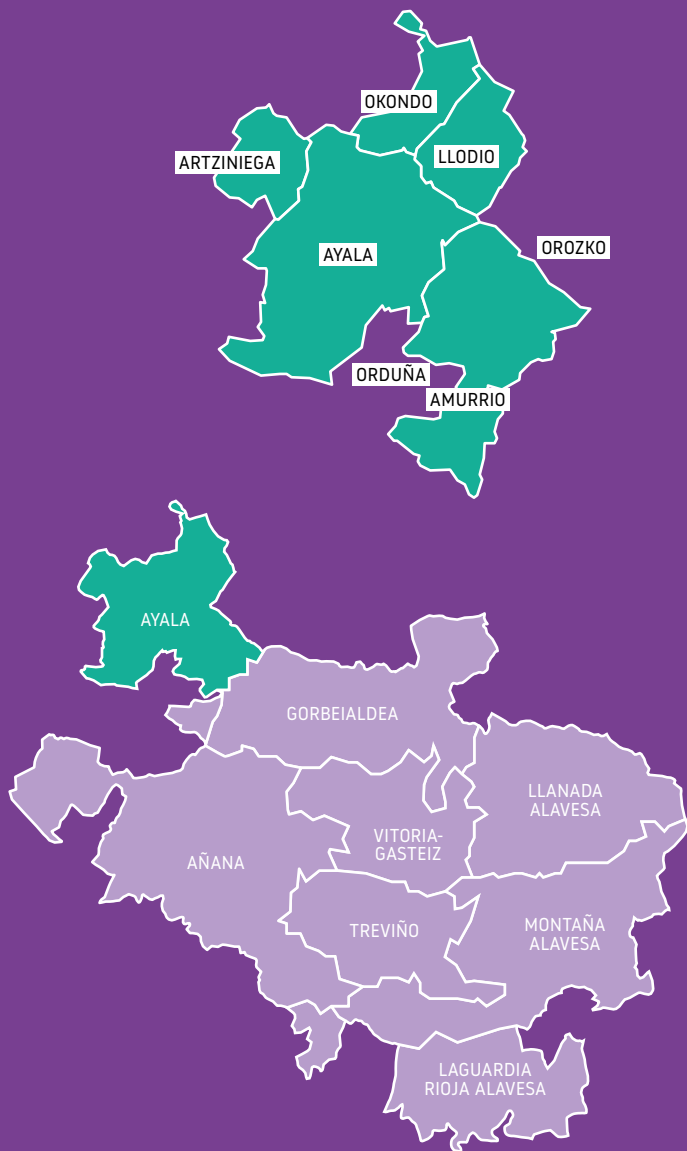 OKONDO
LLODIO
ARTZINIEGA
OROZKO
AYALA
ORDUÑA
AMURRIO
AYALA
GORBEIALDEA
LLANADA
ALAVESA
VITORIA-
GASTEIZ
AÑANA
TREVIÑO
MONTAÑA
ALAVESA
LAGUARDIA
RIOJA ALAVESA